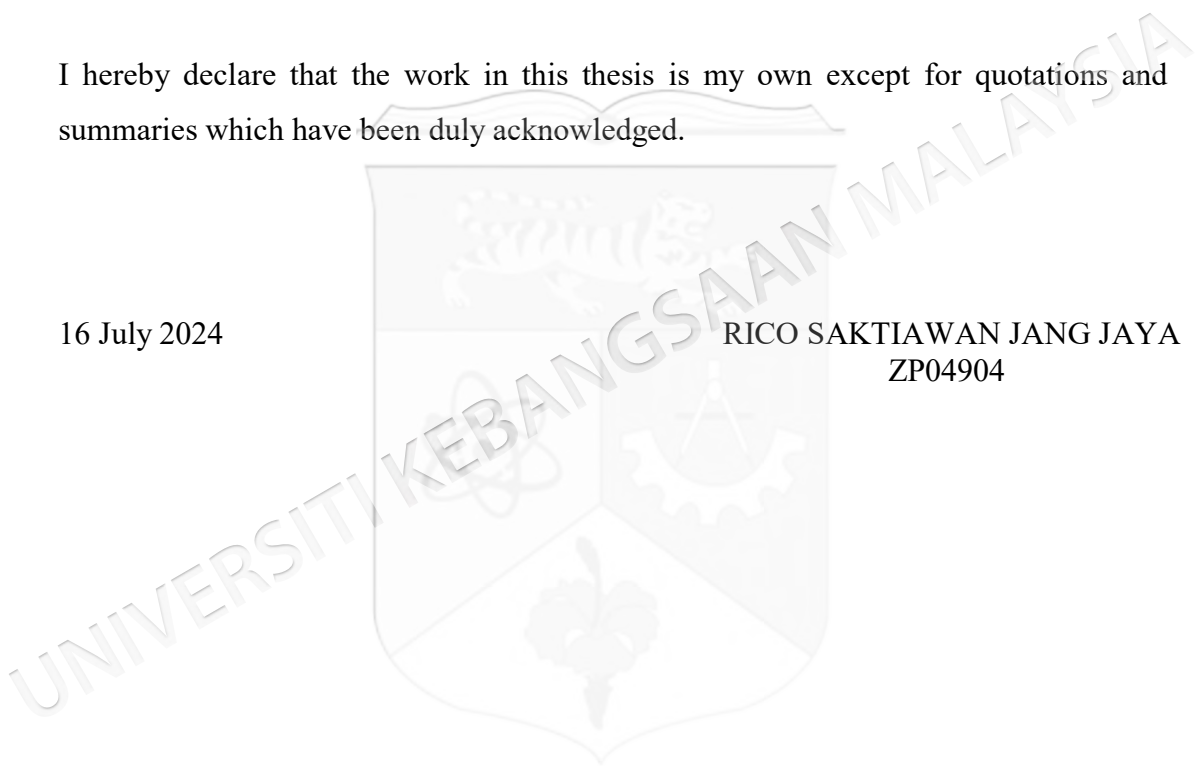 I hereby declare that the work in this thesis is my own except for quotations and
summaries which have been duly acknowledged.
16 July 2024
RICO SAKTIAWAN JANG JAYA
ZP04904
UNIVERSITI KEBANGSAAN MALAYSIA